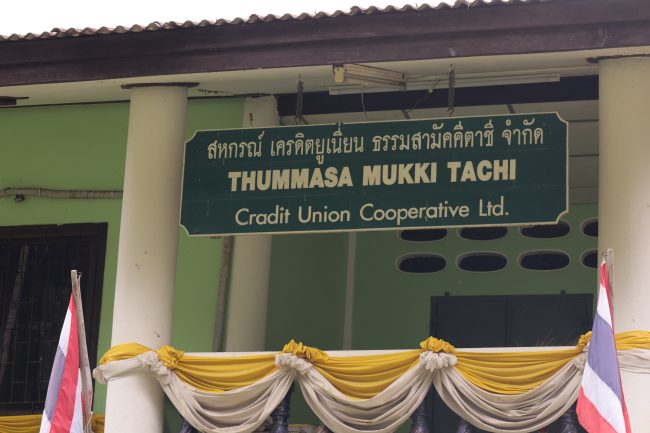 สหกรณ์ เครดิตยูเนี่ยน ธรรมสามัคคีตาชี จำกัด
THUMMASA MUKKI TACHI
Cradit Union Cooperative Ltd.